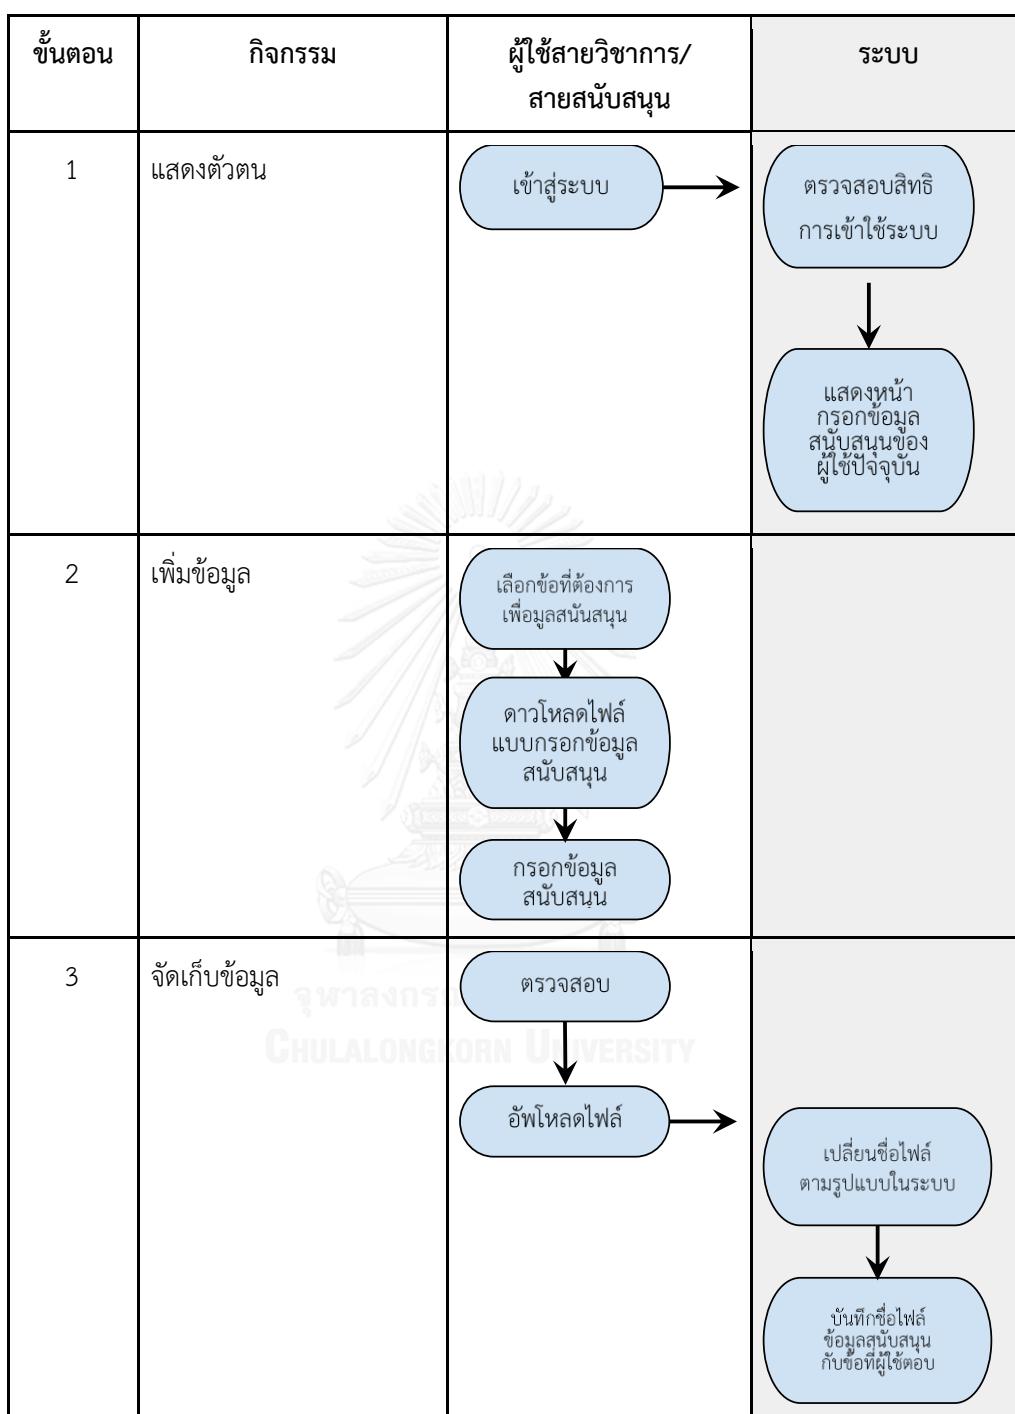 ขั้นตอน
กิจกรรม
ผู้ใช้สายวิชาการ/
สายสนับสนุน
ระบบ
1
แสดงตัวตน
เข้าสู่ระบบ
ตรวจสอบสิทธิ
การเข้าใช้ระบบ
แสดงหน้า
กรอกข้อมูล
สนับสนุนของ
ผู้ใช้ปัจจุบัน
2
เพิ่มข้อมูล
เลือกข้อที่ต้องการ
เพื่อมูลสนันสนุน
ดาวโหลดไฟล์
แบบกรอกข้อมูล
สนับสนุน
กรอกข้อมูล
สนับสนุน
3
จัดเก็บข้อมูล
ตรวจสอบ
อัพโหลดไฟล์
เปลี่ยนชื่อไฟล์
ตามรูปแบบในระบบ
บันทึกชื่อไฟล์
ข้อมูลสนับสนุน
กับข้อที่ผู้ใช้ตอบ
CHULALONGKORN UNIVERSITY